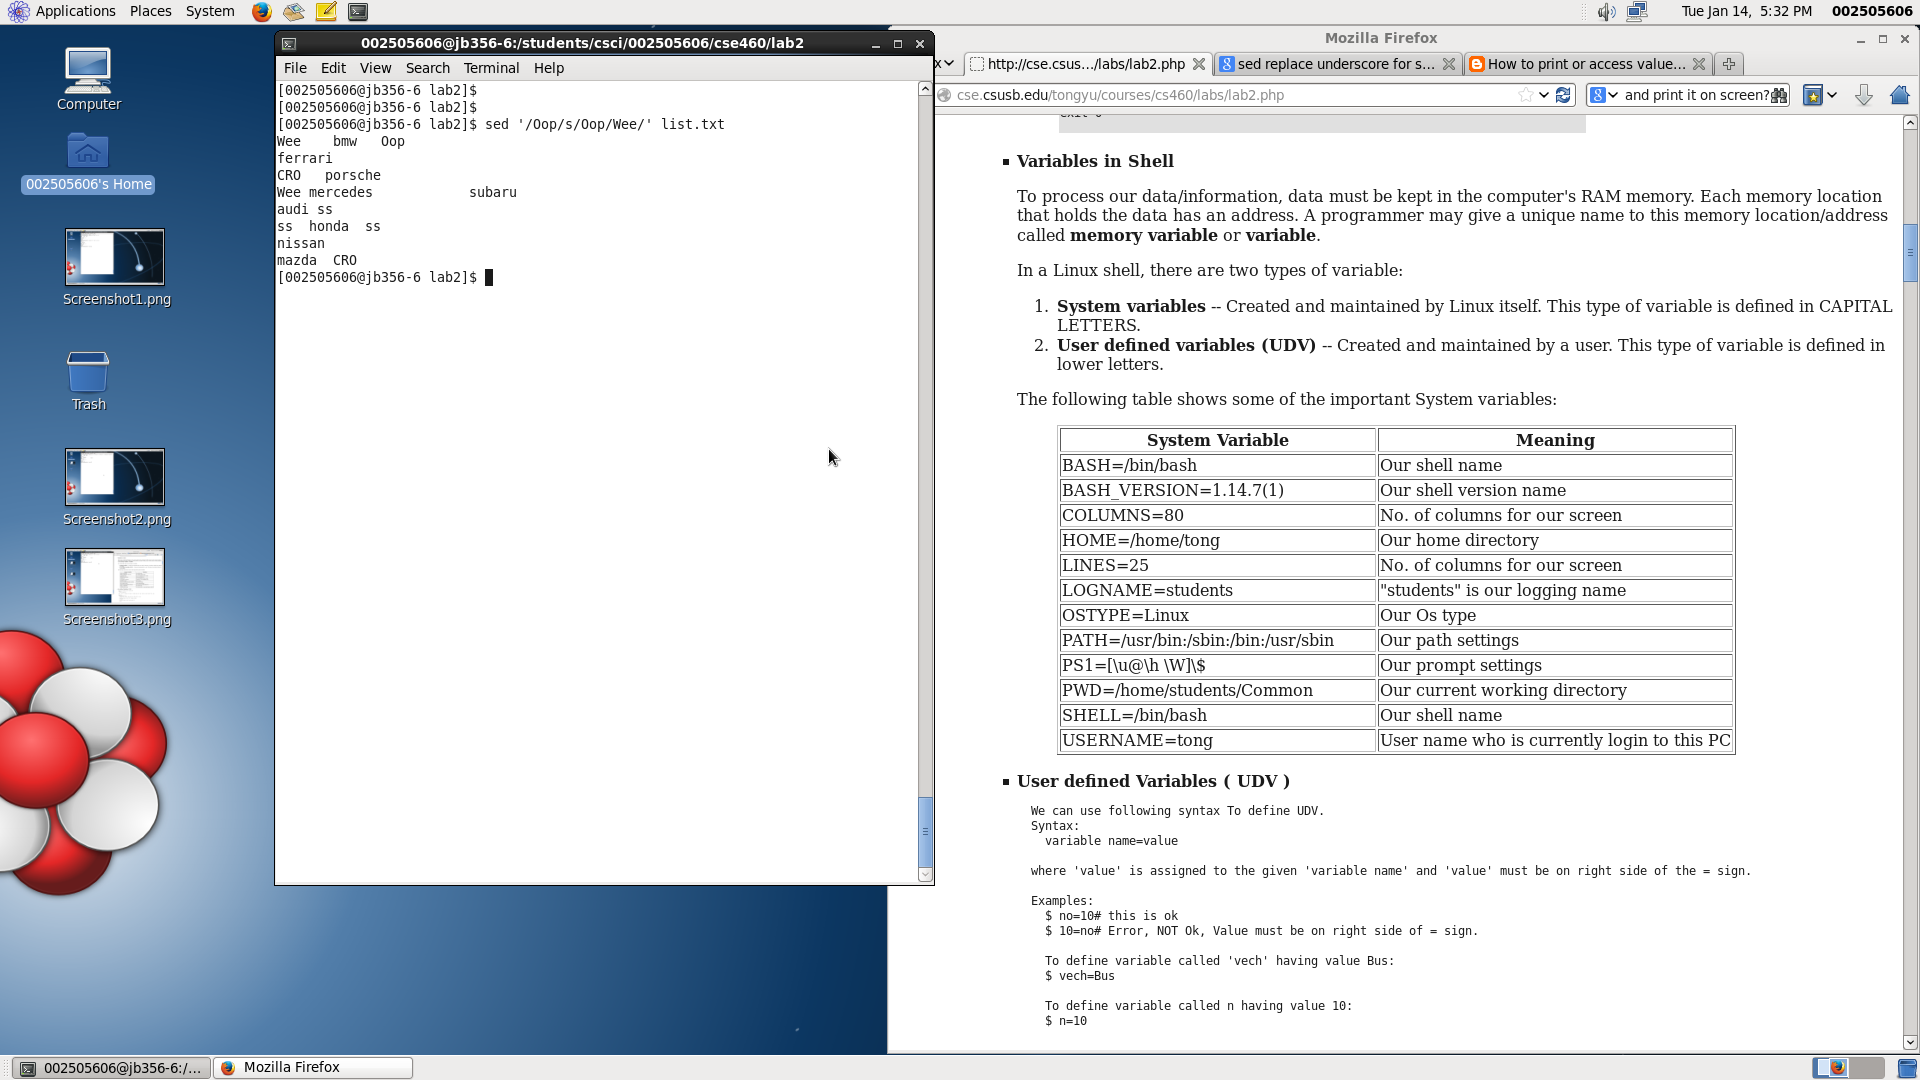 Applications Places System
Tue Jan 14, 5:32 PM 002505606
Computer
002505606's Home
Screenshot1.png
Trash
Screenshot2.png
Screenshot3.png
002505606@jb356-6:/students/csci/002505606/cse460/lab2
File Edit View Search Terminal Help
[002505606@jb356-6 lab2]$
[002505606@jb356-6 lab2]$
[002505606@jb356-6 lab2]$ sed '/Oop/s/Oop/Wee/' list.txt
Wee bmw Oop
ferrari
CRO porsche
Wee mercedes subaru
audi ss
ss honda ss
nissan
mazda CRO
[002505606@jb356-6 lab2]$
Mozilla Firefox
http://cse.csus.../labs/lab2.php
sed replace underscore for s...
How to print or access value...
cse.csusb.edu/tongyu/courses/cs460/labs/lab2.php
and print it on screen?
Variables in Shell
To process our data/information, data must be kept in the computer's RAM memory. Each memory location
that holds the data has an address. A programmer may give a unique name to this memory location/address
called memory variable or variable.
In a Linux shell, there are two types of variable:
1. System variables -- Created and maintained by Linux itself. This type of variable is defined in CAPITAL
LETTERS.
2. User defined variables (UDV) -- Created and maintained by a user. This type of variable is defined in
lower letters.
The following table shows some of the important System variables:
System Variable Meaning
BASH=/bin/bash Our shell name
BASH_VERSION=1.14.7(1) Our shell version name
COLUMNS=80 No. of columns for our screen
HOME=/home/tong Our home directory
LINES=25 No. of columns for our screen
LOGNAME=students "students" is our logging name
OSTYPE=Linux Our Os type
PATH=/usr/bin:/sbin:/bin:/usr/sbin Our path settings
PS1=[\u@\h \W]\$ Our prompt settings
PWD=/home/students/Common Our current working directory
SHELL=/bin/bash Our shell name
USERNAME=tong User name who is currently login to this PC
User defined Variables ( UDV )
We can use following syntax To define UDV.
Syntax:
variable name=value
where 'value' is assigned to the given 'variable name' and 'value' must be on right side of the = sign.
Examples:
$ no=10# this is ok
$ 10=no# Error, NOT Ok, Value must be on right side of = sign.
To define variable called 'vech' having value Bus:
$ vech=Bus
To define variable called n having value 10:
$ n=10
002505606@jb356-6:/...
Mozilla Firefox